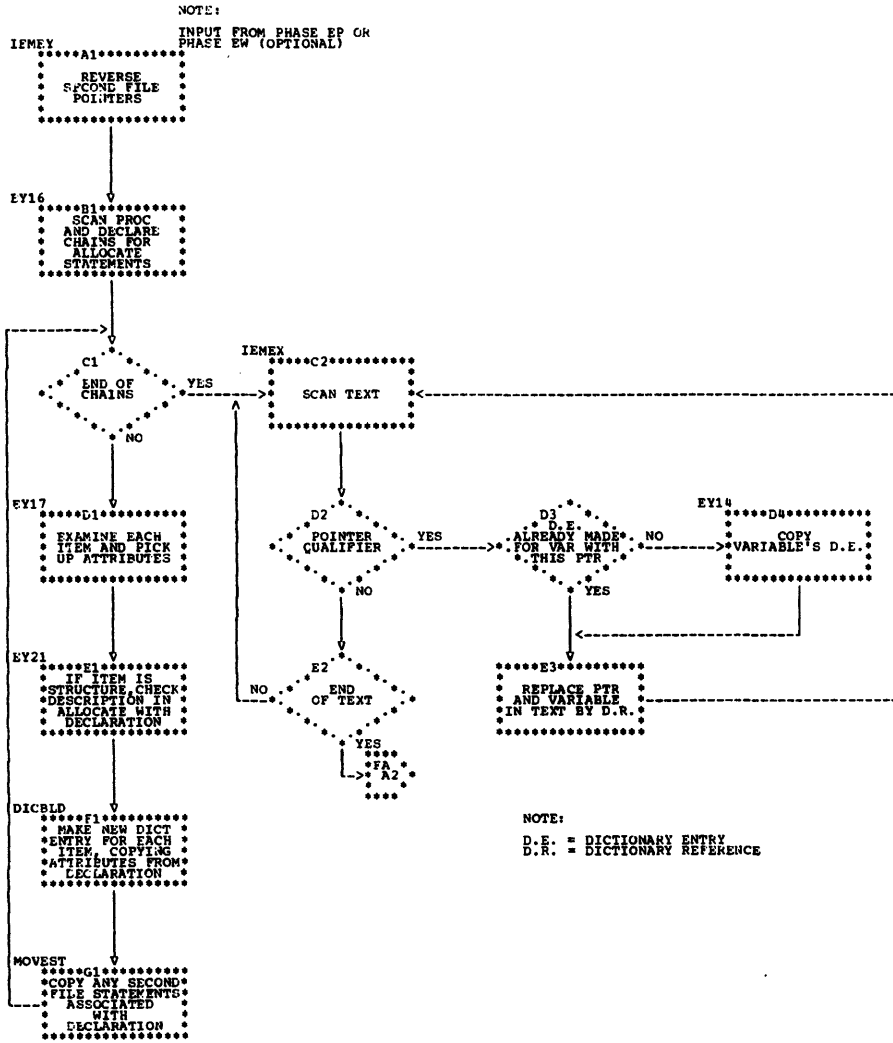 NOTE:
INPUT FROM PHASE EP OR
PHASE EW (OPTIONAL)
IEMEY
A1
REVERSE
SECOND FILE
POINTERS
EY16
B1
SCAN PROC
AND DECLARE
CHAINS FOR
ALLOCATE
STATEMENTS
C1
END OF
CHAINS
YES
NO
IEMEX
C2
SCAN TEXT
EY17
D1
EXAMINE EACH
ITEM AND PICK
UP ATTRIBUTES
D2
POINTER
QUALIFIER
YES
NO
D3
D.E.
ALREADY MADE
FOR VAR WITH
THIS PTR
NO
YES
EY14
D4
COPY
VARIABLE'S D.E.
EY21
E1
IF ITEM IS
STRUCTURE,CHECK
DESCRIPTION IN
ALLOCATE WITH
DECLARATION
NO
E2
END
OF TEXT
YES
FA
A2
E3
REPLACE PTR
AND VARIABLE
IN TEXT BY D.R.
DICBLD
F1
MAKE NEW DICT
ENTRY FOR EACH
ITEM, COPYING
ATTRIBUTES FROM
DECLARATION
NOTE:
D.E. = DICTIONARY ENTRY
D.R. = DICTIONARY REFERENCE
MOVEST
G1
COPY ANY SECOND
FILE STATEMENTS
ASSOCIATED
WITH
DECLARATION